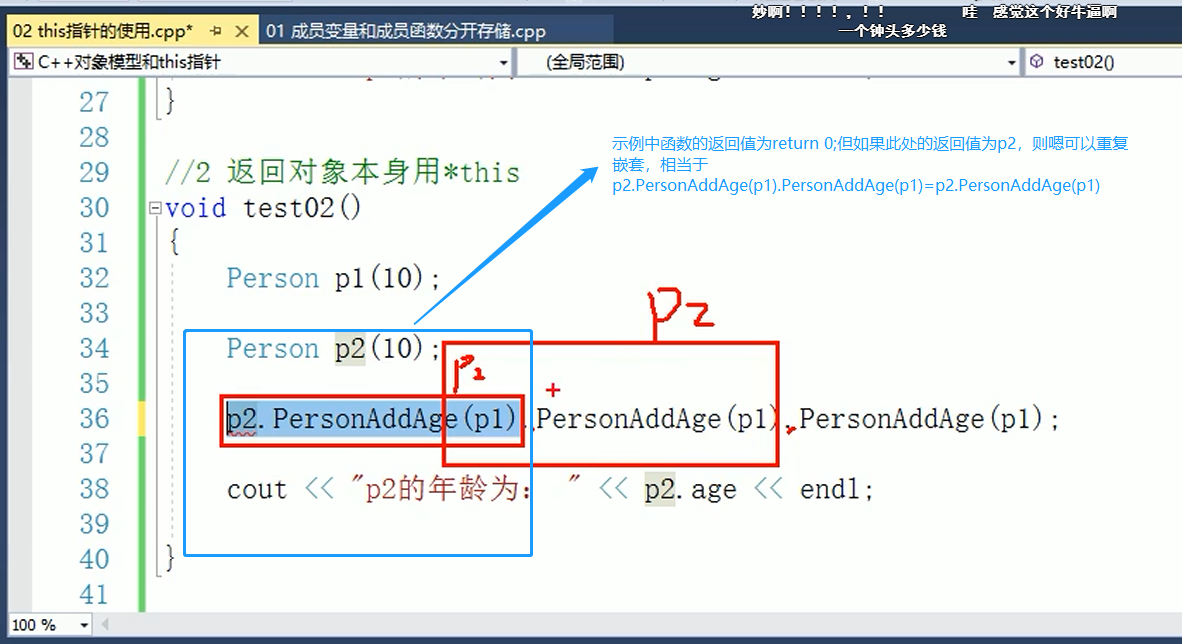 妙啊！！！！，！！ 哇 感觉这个好牛逼啊
一个钟头多少钱
02 this指针的使用.cpp* 01 成员变量和成员函数分开存储.cpp
C++对象模型和this指针 (全局范围) test02()
27 }
28
29 //2 返回对象本身用*this
30 void test02()
31 {
32 Person p1(10);
33
34 Person p2(10);
35
36 p2.PersonAddAge(p1).PersonAddAge(p1).PersonAddAge(p1);
37
38 cout << "p2的年龄为： " << p2.age << endl;
39
40 }
41
示例中函数的返回值为return 0;但如果此处的返回值为p2，则嗯可以重复
嵌套，相当于
p2.PersonAddAge(p1).PersonAddAge(p1)=p2.PersonAddAge(p1)
P2
P2
+
100 %